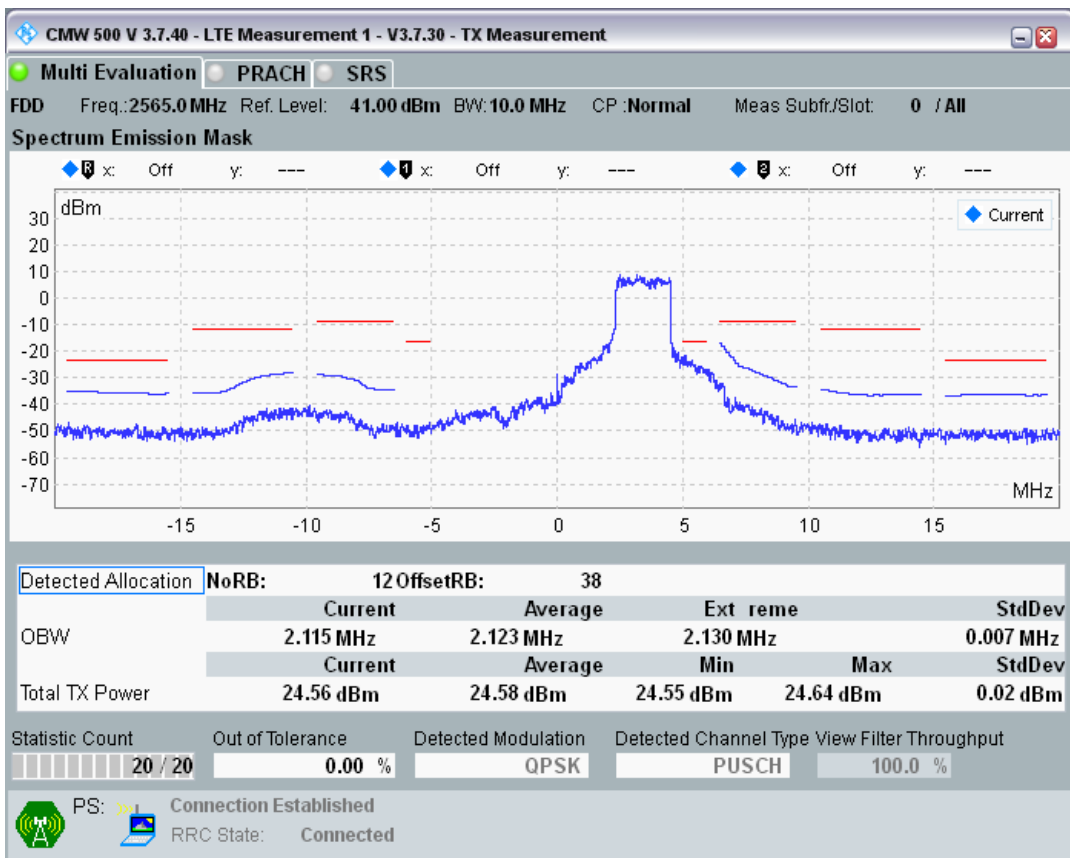 CMW 500 V 3.7.40 - LTE Measurement 1 - V3.7.30 - TX Measurement
Multi Evaluation PRACH SRS
FDD Freq.:2565.0 MHz Ref. Level: 41.00 dBm BW:10.0 MHz CP :Normal Meas Subfr./Slot: 0 / All
Spectrum Emission Mask
R x: Off y: --- 1 x: Off y: --- 2 x: Off y: ---
dBm
Current
30
20
10
0
-10
-20
-30
-40
-50
-60
-70
MHz
-15 -10 -5 0 5 10 15
Detected Allocation NoRB: 12 OffsetRB: 38
Current Average Ext reme StdDev
OBW 2.115 MHz 2.123 MHz 2.130 MHz 0.007 MHz
Current Average Min Max StdDev
Total TX Power 24.56 dBm 24.58 dBm 24.55 dBm 24.64 dBm 0.02 dBm
Statistic Count Out of Tolerance Detected Modulation Detected Channel Type View Filter Throughput
20 / 20 0.00 % QPSK PUSCH 100.0 %
PS: Connection Established
RRC State: Connected